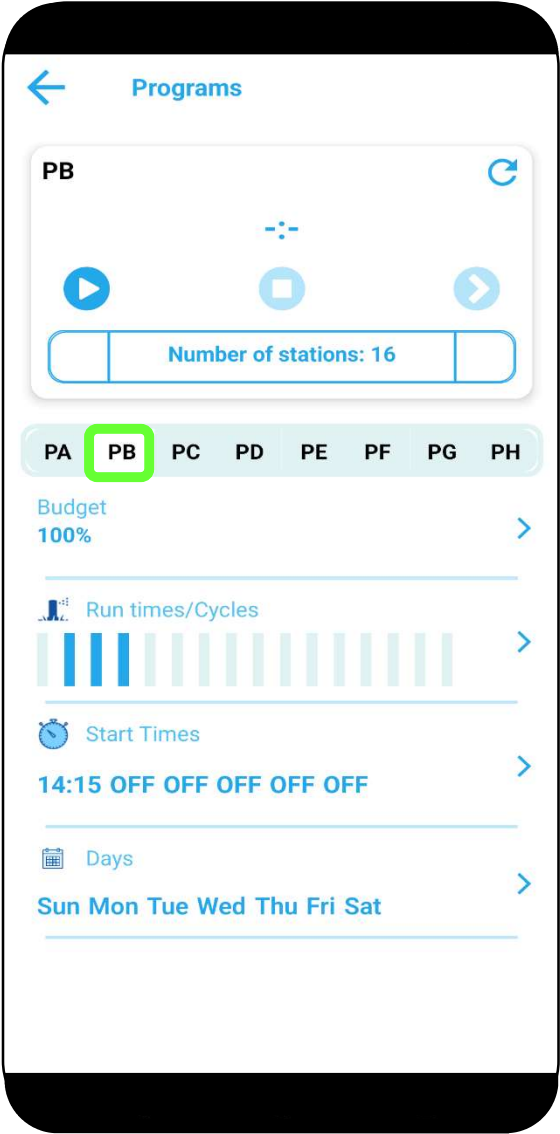 Programs
PB
-:-
Number of stations: 16
PA PB PC PD PE PF PG PH
Budget
100%
Run times/Cycles
Start Times
14:15 OFF OFF OFF OFF OFF
Days
Sun Mon Tue Wed Thu Fri Sat